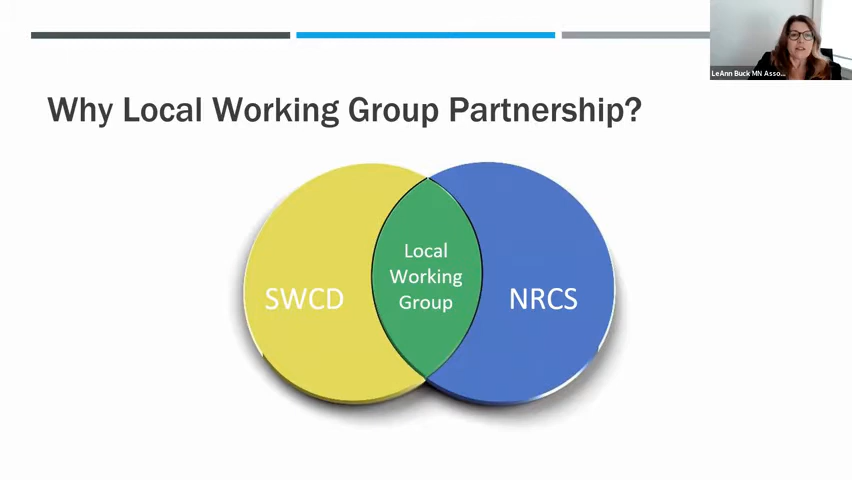 LeAnn Buck MN Asso...
Why Local Working Group Partnership?
Local
Working
Group
SWCD
NRCS